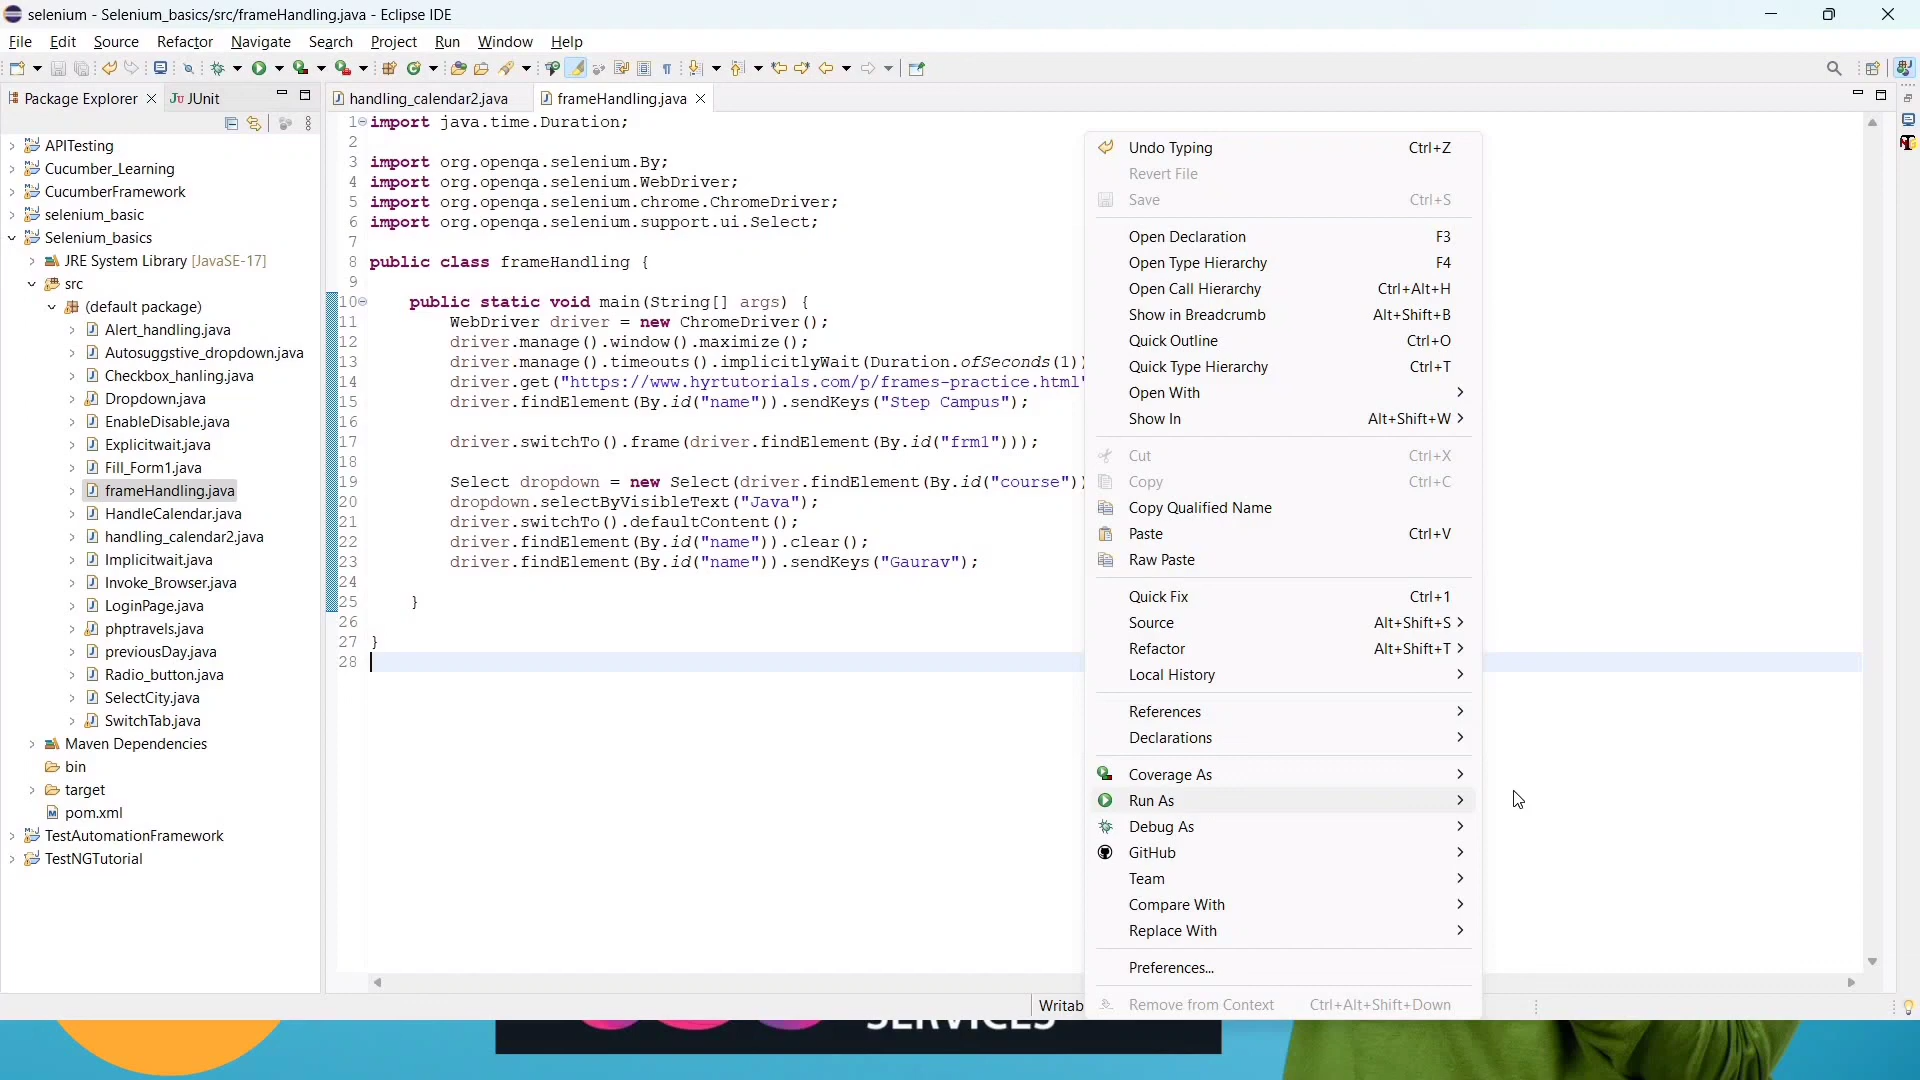 selenium - Selenium_basics/src/frameHandling.java - Eclipse IDE
File Edit Source Refactor Navigate Search Project Run Window Help
Package Explorer JUnit
handling_calendar2.java frameHandling.java
APITesting
Cucumber_Learning
CucumberFramework
selenium_basic
Selenium_basics
JRE System Library [JavaSE-17]
src
(default package)
Alert_handling.java
Autosuggstive_dropdown.java
Checkbox_hanling.java
Dropdown.java
EnableDisable.java
Explicitwait.java
Fill_Form1.java
frameHandling.java
HandleCalendar.java
handling_calendar2.java
Implicitwait.java
Invoke_Browser.java
LoginPage.java
phptravels.java
previousDay.java
Radio_button.java
SelectCity.java
SwitchTab.java
Maven Dependencies
bin
target
pom.xml
TestAutomationFramework
TestNGTutorial
1 import java.time.Duration;
2
3 import org.openqa.selenium.By;
4 import org.openqa.selenium.WebDriver;
5 import org.openqa.selenium.chrome.ChromeDriver;
6 import org.openqa.selenium.support.ui.Select;
7
8 public class frameHandling {
9
10 public static void main(String[] args) {
11 WebDriver driver = new ChromeDriver();
12 driver.manage().window().maximize();
13 driver.manage().timeouts().implicitlyWait(Duration.ofSeconds(1))
14 driver.get("https://www.hyrtutorials.com/p/frames-practice.html"
15 driver.findElement(By.id("name")).sendKeys("Step Campus");
16
17 driver.switchTo().frame(driver.findElement(By.id("frm1")));
18
19 Select dropdown = new Select(driver.findElement(By.id("course"))
20 dropdown.selectByVisibleText("Java");
21 driver.switchTo().defaultContent();
22 driver.findElement(By.id("name")).clear();
23 driver.findElement(By.id("name")).sendKeys("Gaurav");
24
25 }
26
27 }
28
Undo Typing Ctrl+Z
Revert File
Save Ctrl+S
Open Declaration F3
Open Type Hierarchy F4
Open Call Hierarchy Ctrl+Alt+H
Show in Breadcrumb Alt+Shift+B
Quick Outline Ctrl+O
Quick Type Hierarchy Ctrl+T
Open With
Show In Alt+Shift+W
Cut Ctrl+X
Copy Ctrl+C
Copy Qualified Name
Paste Ctrl+V
Raw Paste
Quick Fix Ctrl+1
Source Alt+Shift+S
Refactor Alt+Shift+T
Local History
References
Declarations
Coverage As
Run As
Debug As
GitHub
Team
Compare With
Replace With
Preferences...
Remove from Context Ctrl+Alt+Shift+Down
Writab
SERVICES